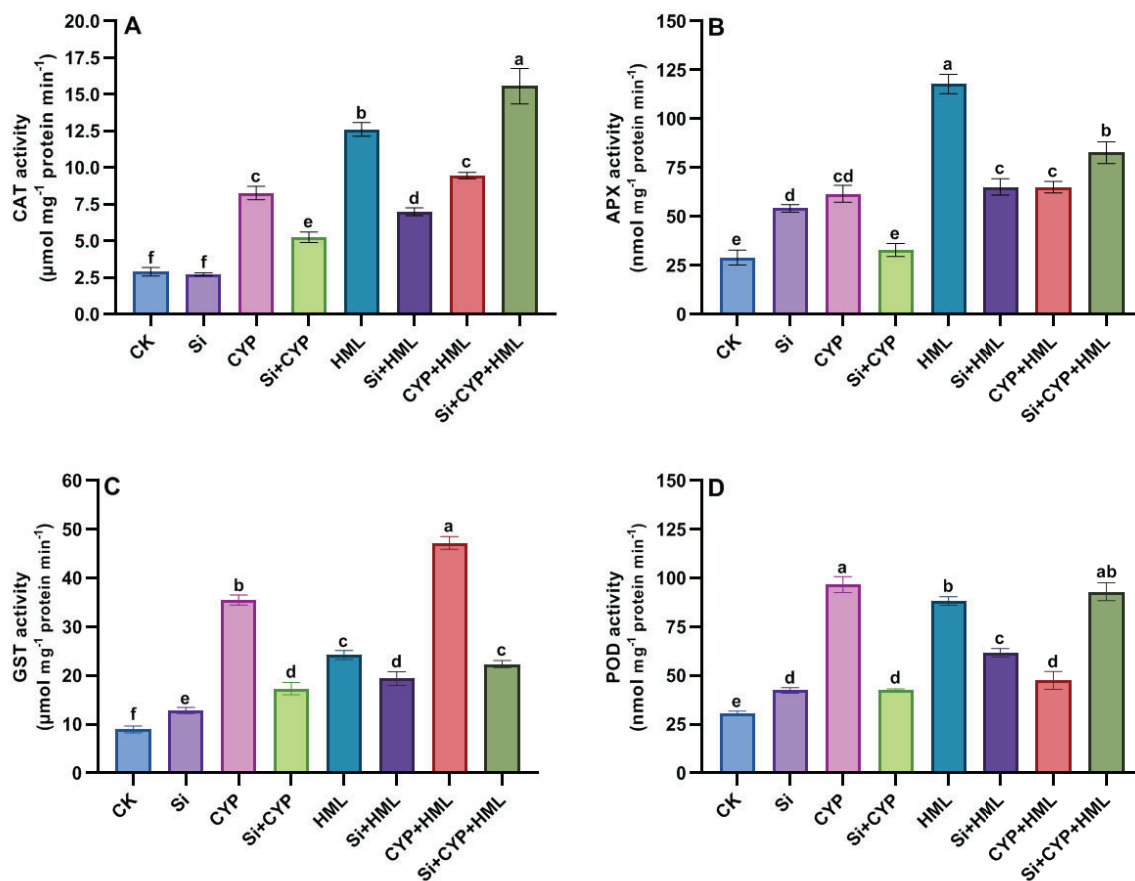 A
CAT activity
(µmol mg-1 protein min-1)
20.0
17.5
15.0
12.5
10.0
7.5
5.0
2.5
0.0
f
f
c
e
b
d
c
a
CK
Si
CYP
Si+CYP
HML
Si+HML
CYP+HML
Si+CYP+HML
B
APX activity
(nmol mg-1 protein min-1)
150
125
100
75
50
25
0
e
d
cd
e
a
c
c
b
CK
Si
CYP
Si+CYP
HML
Si+HML
CYP+HML
Si+CYP+HML
C
GST activity
(µmol mg-1 protein min-1)
60
50
40
30
20
10
0
f
e
b
d
c
d
a
c
CK
Si
CYP
Si+CYP
HML
Si+HML
CYP+HML
Si+CYP+HML
D
POD activity
(nmol mg-1 protein min-1)
150
125
100
75
50
25
0
e
d
a
d
b
c
d
ab
CK
Si
CYP
Si+CYP
HML
Si+HML
CYP+HML
Si+CYP+HML